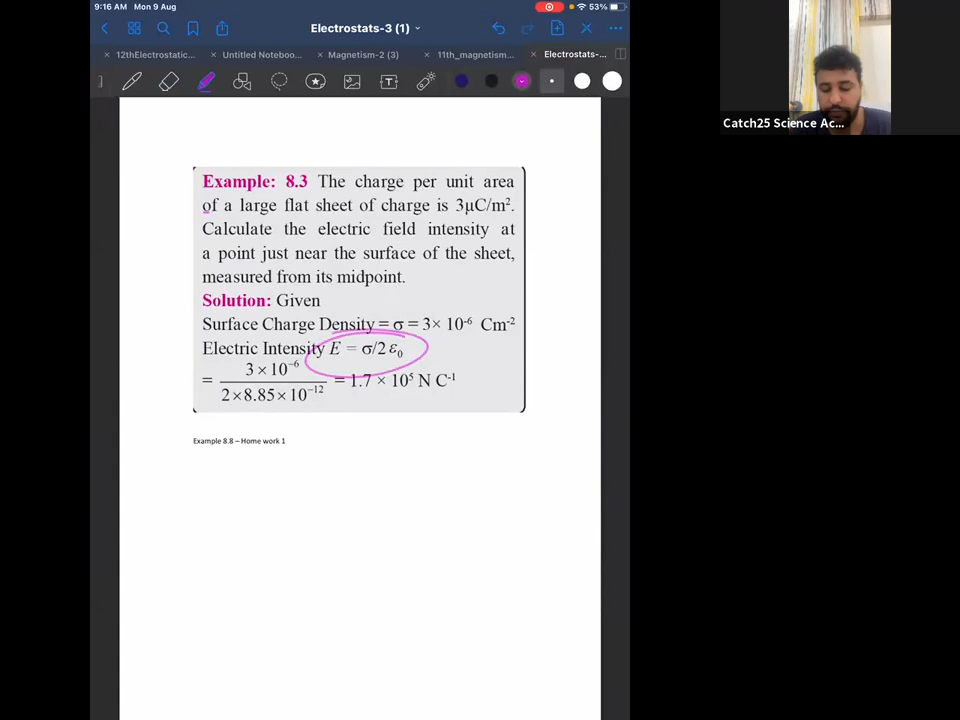 9:16 AM Mon 9 Aug
53%
Electrostats-3 (1)
12thElectrostatic...
Untitled Noteboo...
Magnetism-2 (3)
11th_magnetism...
Electrostats-...
Catch25 Science Ac...
Example: 8.3 The charge per unit area
of a large flat sheet of charge is 3μC/m².
Calculate the electric field intensity at
a point just near the surface of the sheet,
measured from its midpoint.
Solution: Given
Surface Charge Density = σ = 3× 10⁻⁶ Cm⁻²
Electric Intensity E = σ/2 ε₀
= 3 × 10⁻⁶ / 2 × 8.85 × 10⁻¹² = 1.7 × 10⁵ N C⁻¹
Example 8.8 – Home work 1